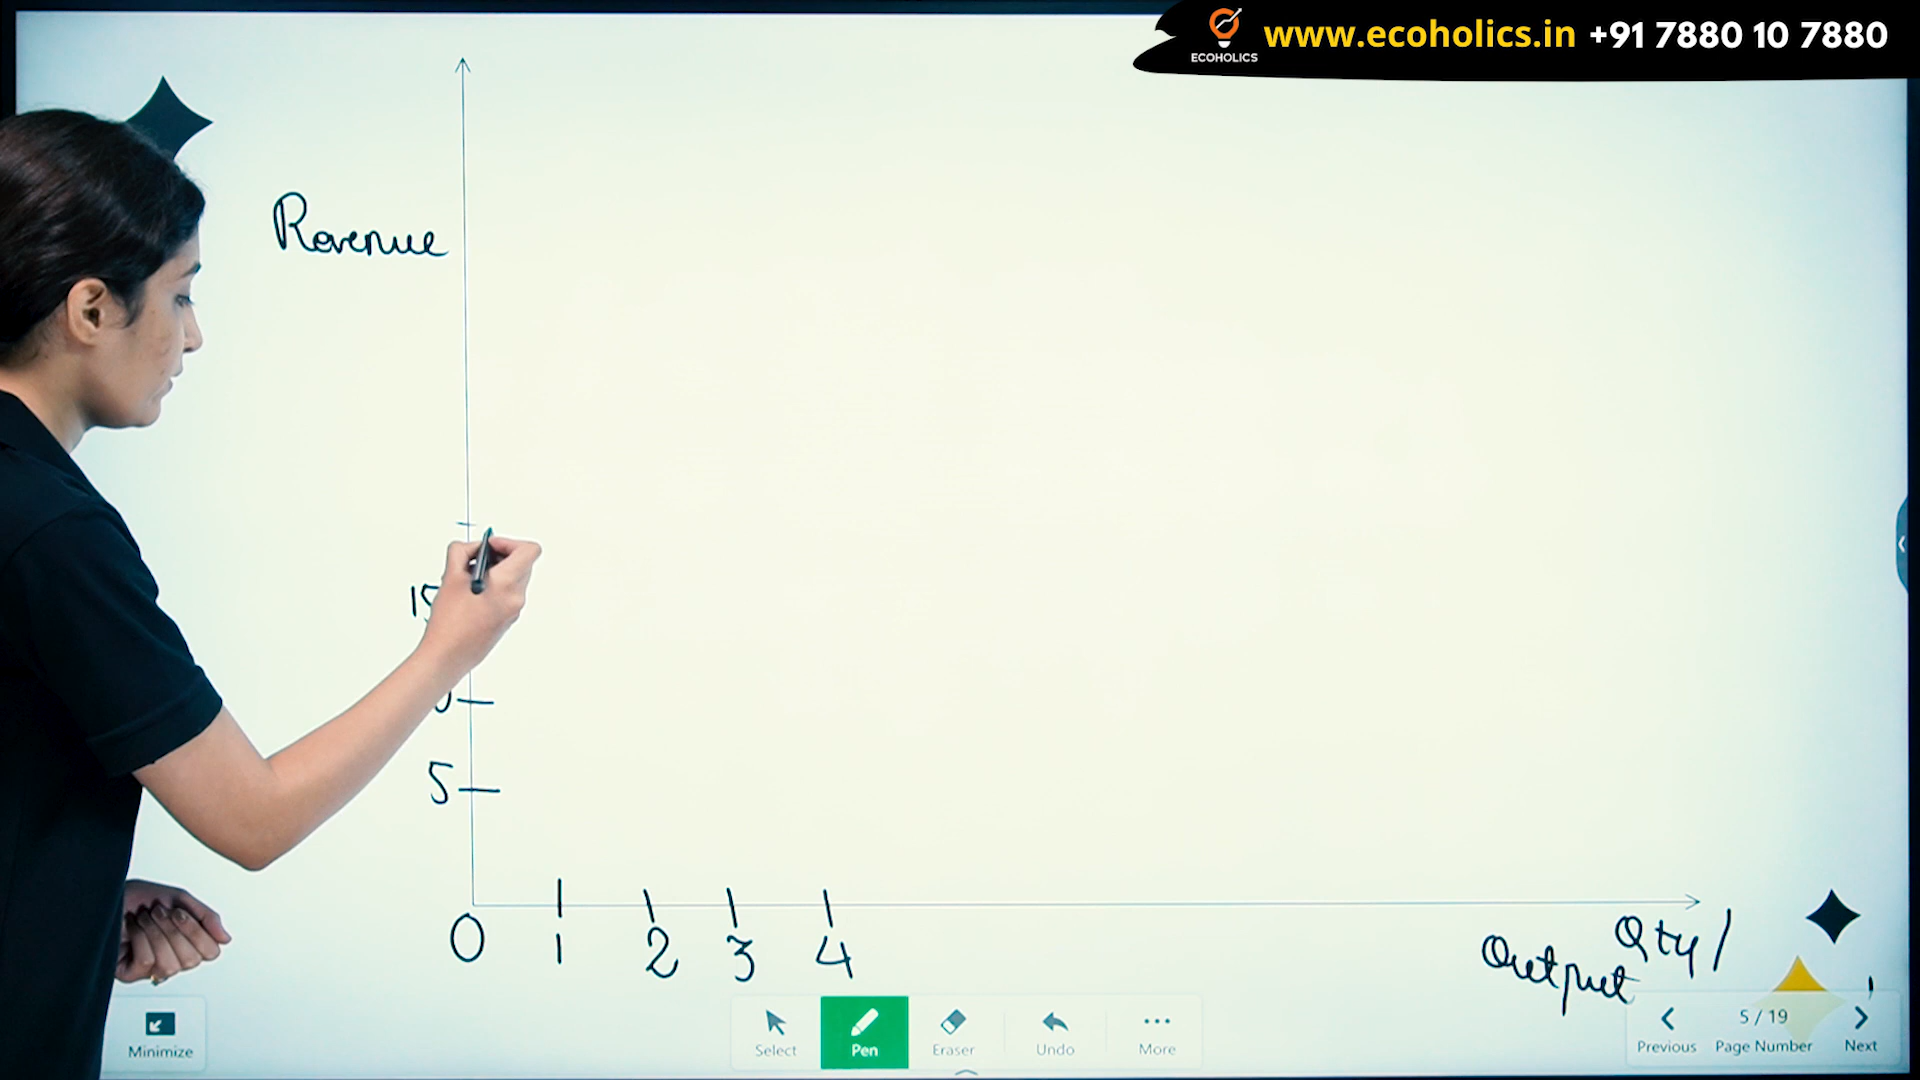 www.ecoholics.in +91 7880 10 7880
ECOHOLICS
Revenue
15
5
0 1 2 3 4
Qty/
Output
Minimize
Select Pen Eraser Undo More
5 / 19
Previous Page Number Next